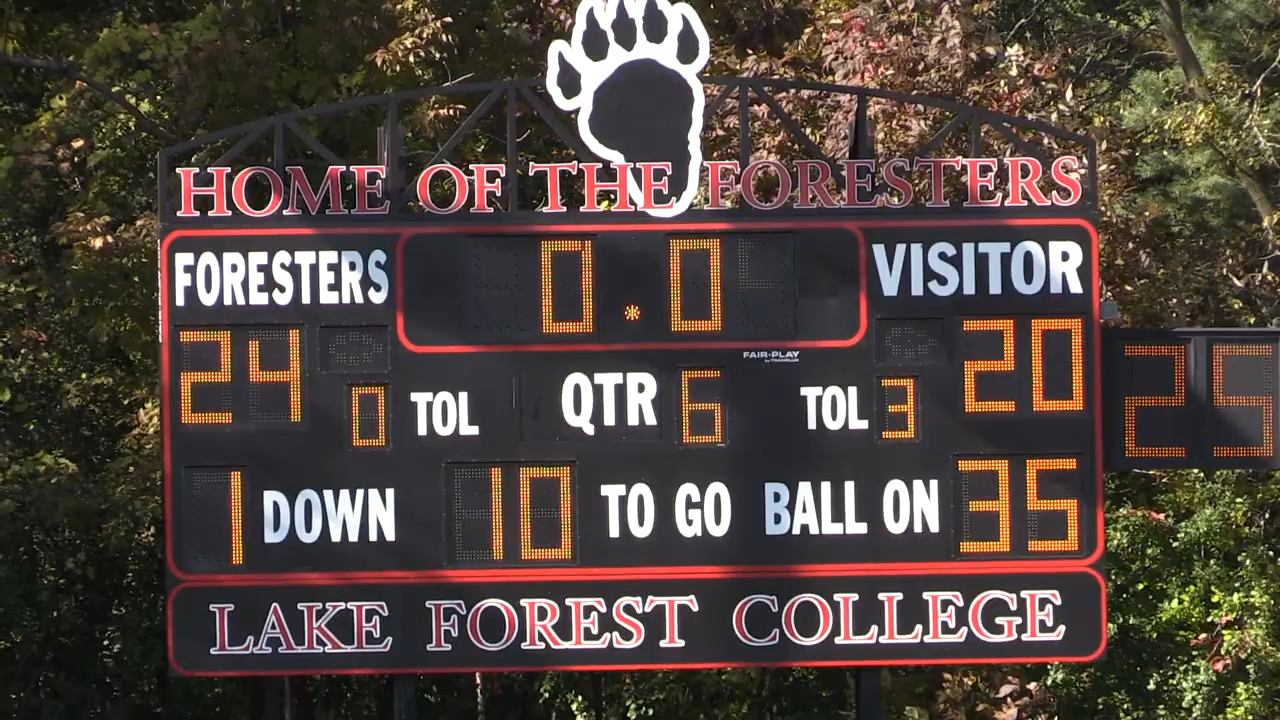 HOME OF THE FORESTERS
FORESTERS 0.0 VISITOR
FAIR-PLAY
24 0 TOL QTR 6 TOL 3 20 25
1 DOWN 10 TO GO BALL ON 35
LAKE FOREST COLLEGE